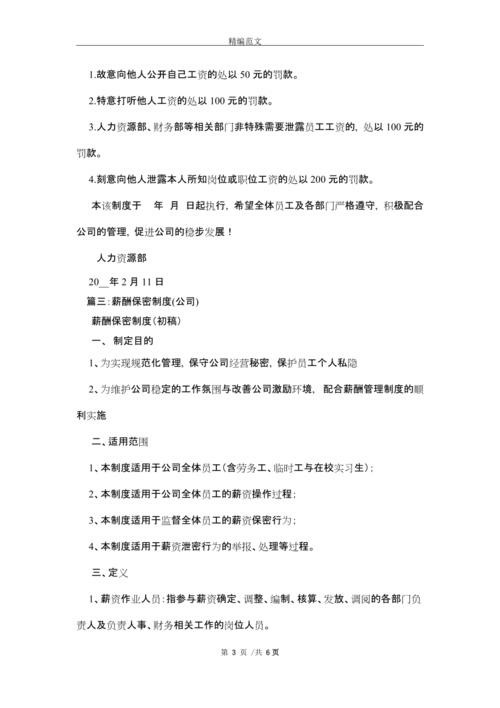 精编范文
1.故意向他人公开自己工资的处以 50 元的罚款。
2.特意打听他人工资的处以 100 元的罚款。
3.人力资源部、财务部等相关部门非特殊需要泄露员工工资的, 处以 100 元的
罚款。
4.刻意向他人泄露本人所知岗位或职位工资的处以 200 元的罚款。
本该制度于 年 月 日起执行, 希望全体员工及各部门严格遵守, 积极配合
公司的管理, 促进公司的稳步发展!
人力资源部
20__年 2 月 11 日
篇三:薪酬保密制度(公司)
薪酬保密制度(初稿)
一、 制定目的
1、为实现规范化管理, 保守公司经营秘密, 保护员工个人私隐
2、为维护公司稳定的工作氛围与改善公司激励环境, 配合薪酬管理制度的顺
利实施
二、适用范围
1、本制度适用于公司全体员工(含劳务工、临时工与在校实习生);
2、本制度适用于公司全体员工的薪资操作过程;
3、本制度适用于监督全体员工的薪资保密行为;
4、本制度适用于薪资泄密行为的举报、处理等过程。
三、定义
1、薪资作业人员:指参与薪资确定、调整、编制、核算、发放、调阅的各部门负
责人及负责人事、财务相关工作的岗位人员。
第 3 页 /共 6 页